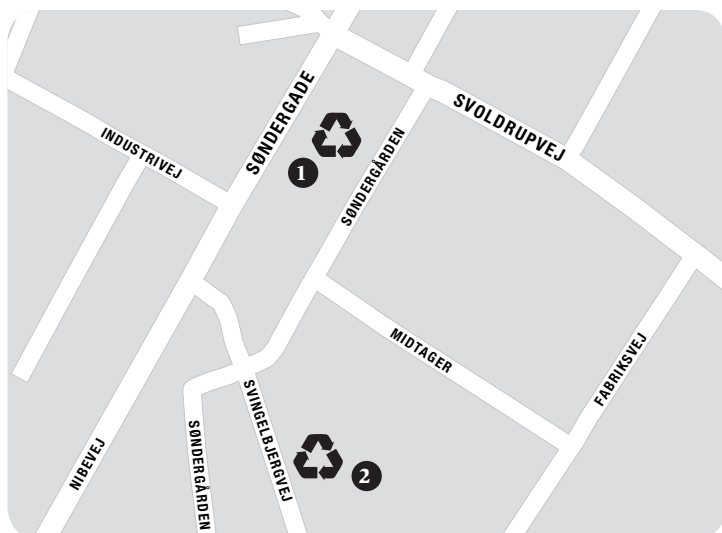 INDUSTRIVEJ
SØNDERGADE
SVOLDRUPVEJ
1
SØNDERGÅRDEN
MIDTAGER
FABRIKSVEJ
NIBEVEJ
SØNDERGÅRDEN
SVINGELBJERGVEJ
2